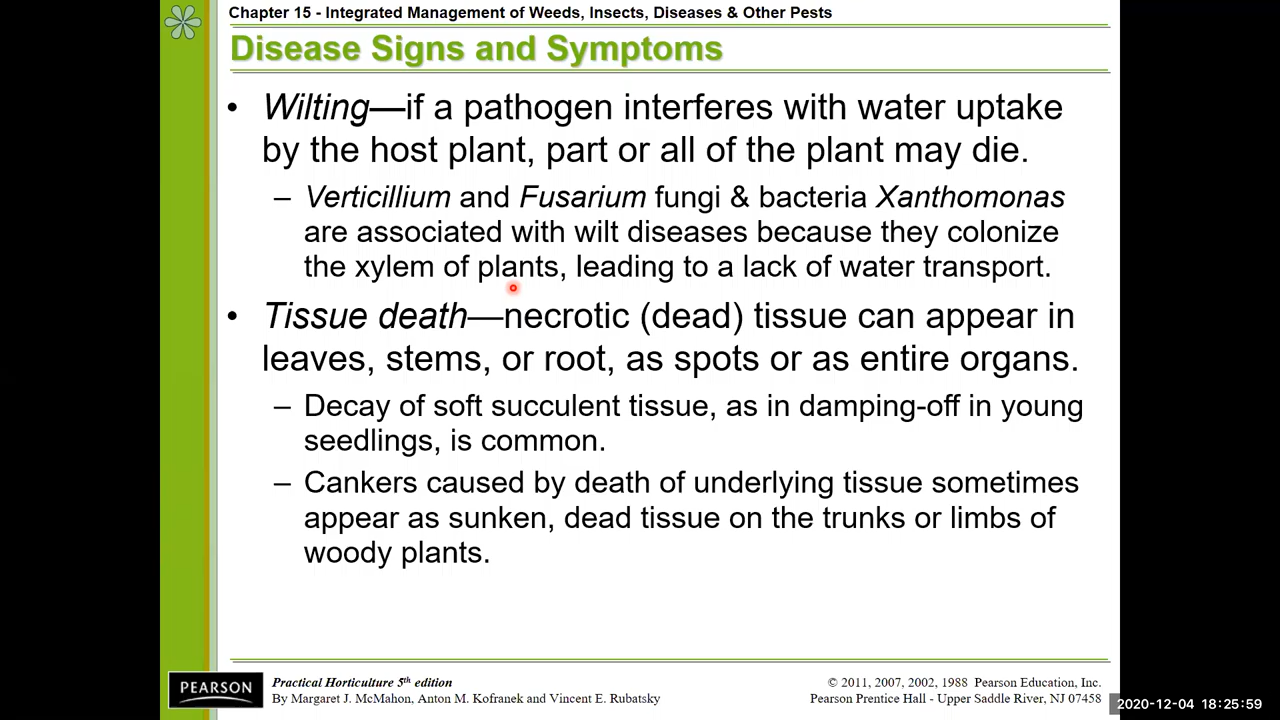 Chapter 15 - Integrated Management of Weeds, Insects, Diseases & Other Pests
Disease Signs and Symptoms
• Wilting—if a pathogen interferes with water uptake
by the host plant, part or all of the plant may die.
– Verticillium and Fusarium fungi & bacteria Xanthomonas
are associated with wilt diseases because they colonize
the xylem of plants, leading to a lack of water transport.
• Tissue death—necrotic (dead) tissue can appear in
leaves, stems, or root, as spots or as entire organs.
– Decay of soft succulent tissue, as in damping-off in young
seedlings, is common.
– Cankers caused by death of underlying tissue sometimes
appear as sunken, dead tissue on the trunks or limbs of
woody plants.
PEARSON
Practical Horticulture 5th edition
By Margaret J. McMahon, Anton M. Kofranek and Vincent E. Rubatsky
© 2011, 2007, 2002, 1988 Pearson Education, Inc.
Pearson Prentice Hall - Upper Saddle River, NJ 07458
2020-12-04 18:25:59